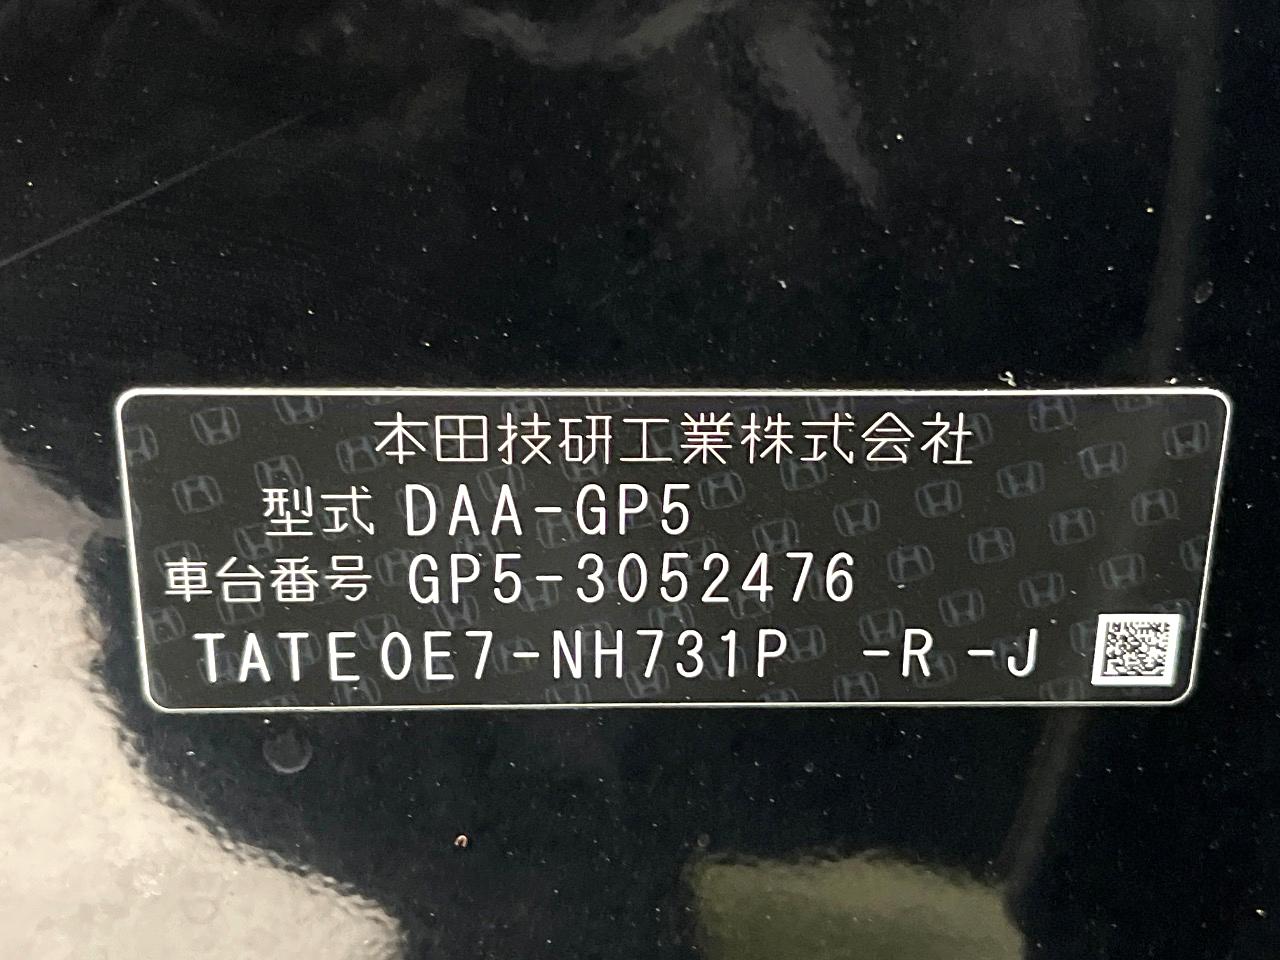 本田技研工業株式会社
型式 DAA-GP5
車台番号 GP5-3052476
TATE0E7-NH731P -R-J